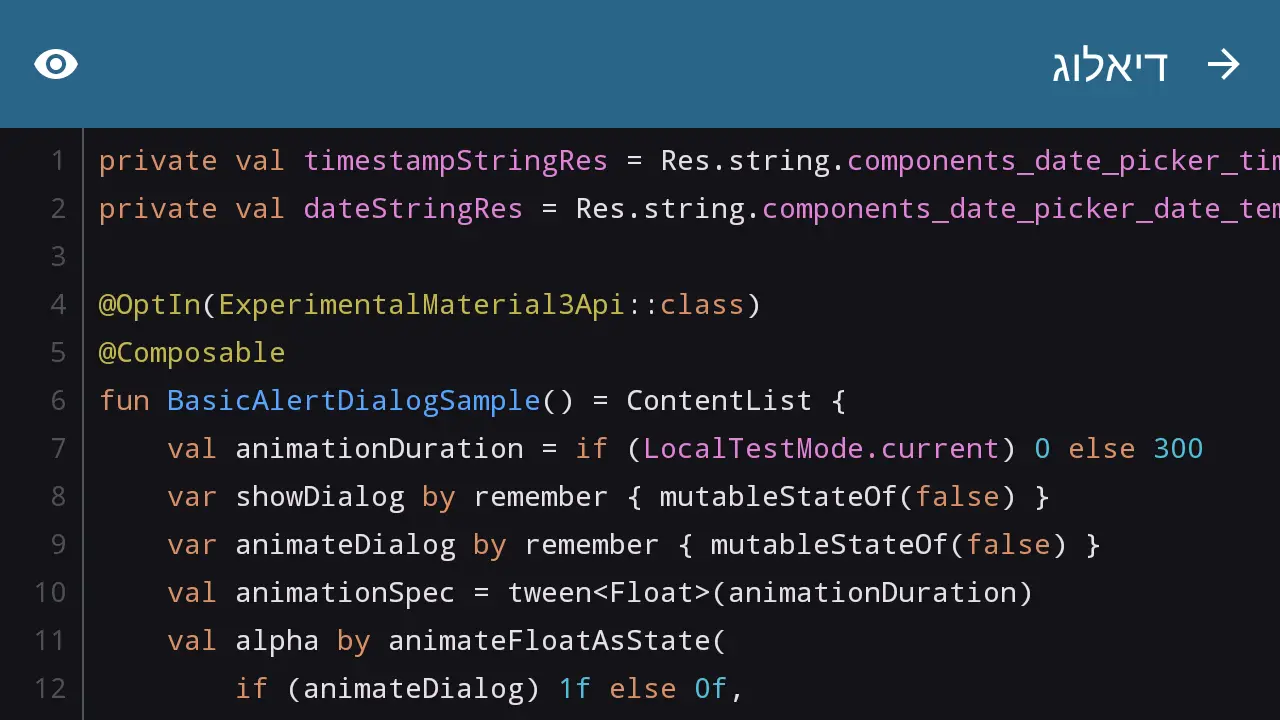 דיאלוג
1 private val timestampStringRes = Res.string.components_date_picker_tim
2 private val dateStringRes = Res.string.components_date_picker_date_tem
3
4 @OptIn(ExperimentalMaterial3Api::class)
5 @Composable
6 fun BasicAlertDialogSample() = ContentList {
7     val animationDuration = if (LocalTestMode.current) 0 else 300
8     var showDialog by remember { mutableStateOf(false) }
9     var animateDialog by remember { mutableStateOf(false) }
10     val animationSpec = tween<Float>(animationDuration)
11     val alpha by animateFloatAsState(
12         if (animateDialog) 1f else 0f,